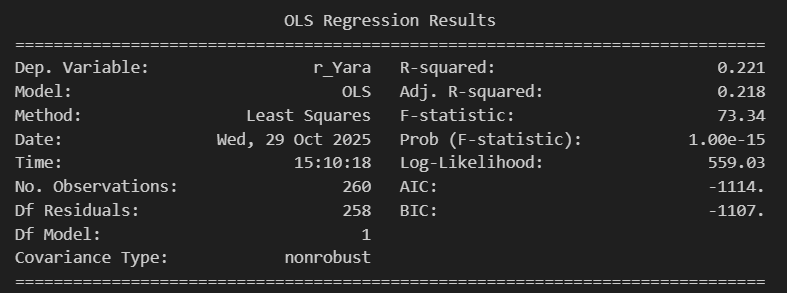 OLS Regression Results
==============================================================================
Dep. Variable: r_Yara R-squared: 0.221
Model: OLS Adj. R-squared: 0.218
Method: Least Squares F-statistic: 73.34
Date: Wed, 29 Oct 2025 Prob (F-statistic): 1.00e-15
Time: 15:10:18 Log-Likelihood: 559.03
No. Observations: 260 AIC: -1114.
Df Residuals: 258 BIC: -1107.
Df Model: 1
Covariance Type: nonrobust
==============================================================================